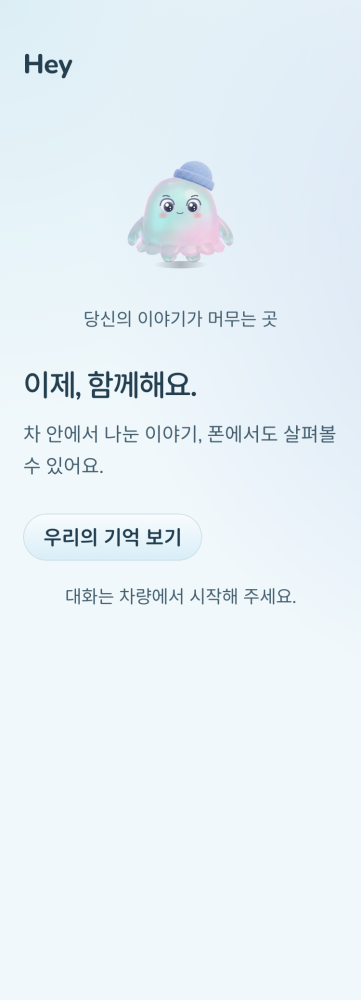 Hey
당신의 이야기가 머무는 곳
이제, 함께해요.
차 안에서 나눈 이야기, 폰에서도 살펴볼
수 있어요.
우리의 기억 보기
대화는 차량에서 시작해 주세요.